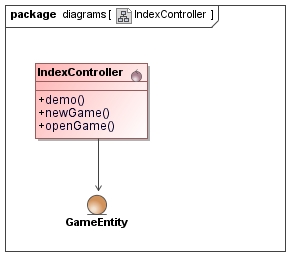 package diagrams [ IndexController ]
IndexController
+demo()
+newGame()
+openGame()
GameEntity